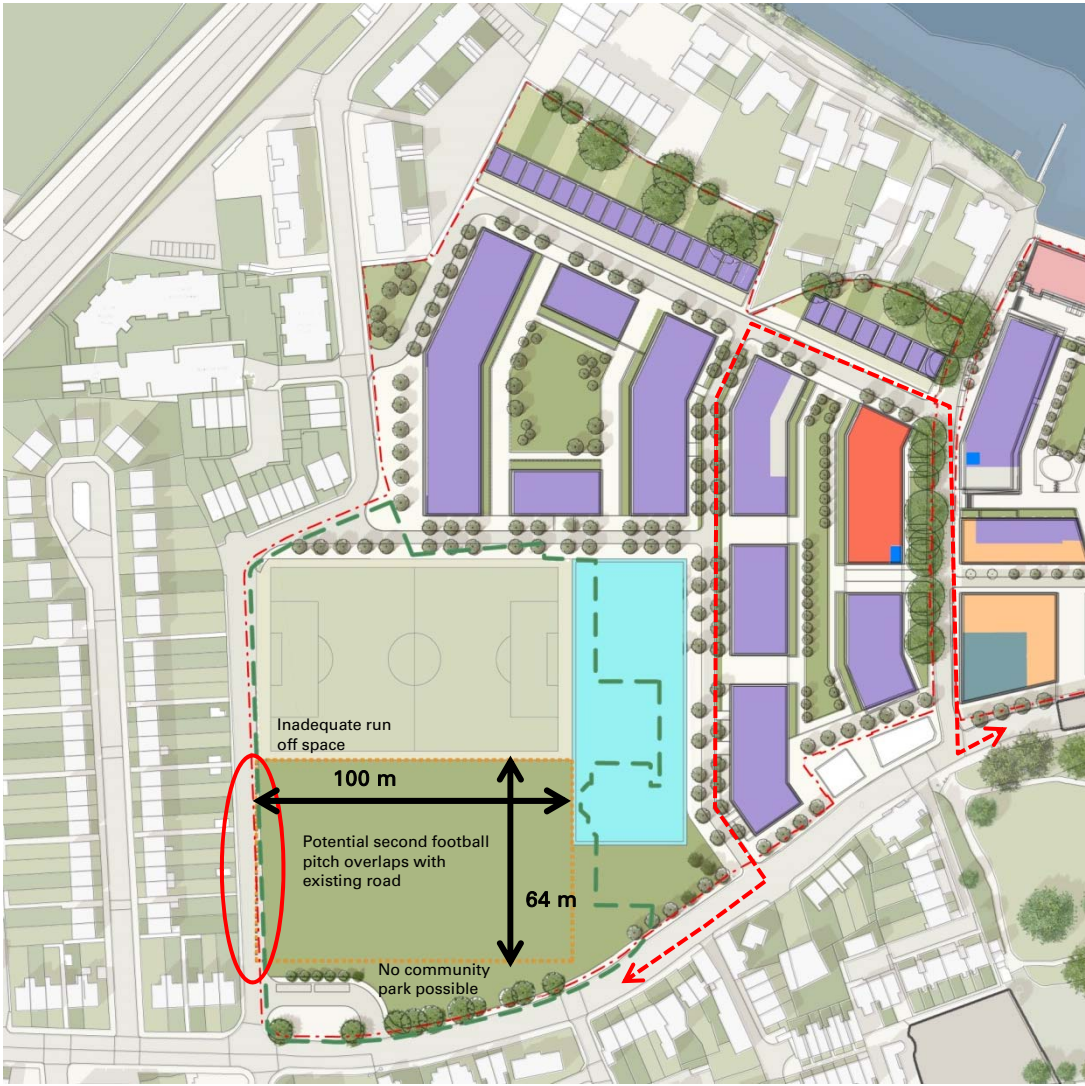 Inadequate run
off space
100 m
Potential second football
pitch overlaps with
existing road
64 m
No community
park possible